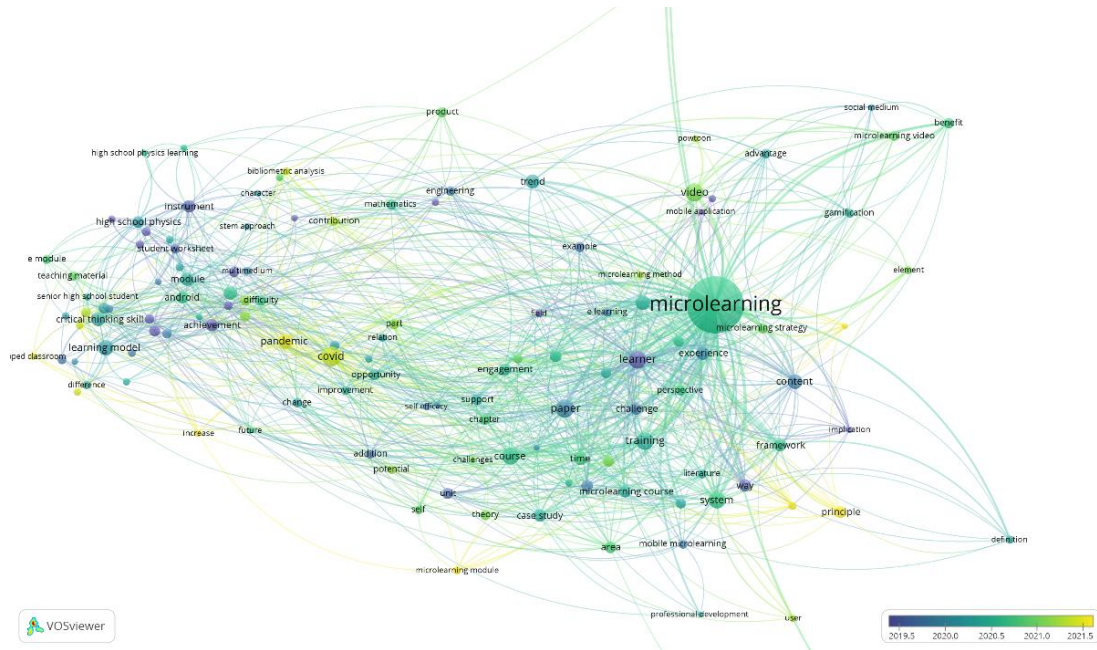 product
social medium
benefit
microlearning video
powtoon
advantage
high school physics learning
bibliometric analysis
trend
engineering
character
video
mathematics
instrument
mobile application
gamification
high school physics
contribution
stem approach
student worksheet
example
e module
multimedium
element
teaching material
module
microlearning method
senior high school student
android
difficulty
microlearning
critical thinking skill
achievement
field
e learning
part
microlearning strategy
relation
pandemic
learning model
covid
experience
learner
oped classroom
engagement
opportunity
content
difference
improvement
support
perspective
change
self efficacy
paper
challenge
chapter
increase
future
implication
training
framework
addition
challenges
course
time
potential
literature
way
unit
microlearning course
system
self
theory
case study
principle
area
mobile microlearning
definition
microlearning module
professional development
user
VOSviewer
2019.5 2020.0 2020.5 2021.0 2021.5